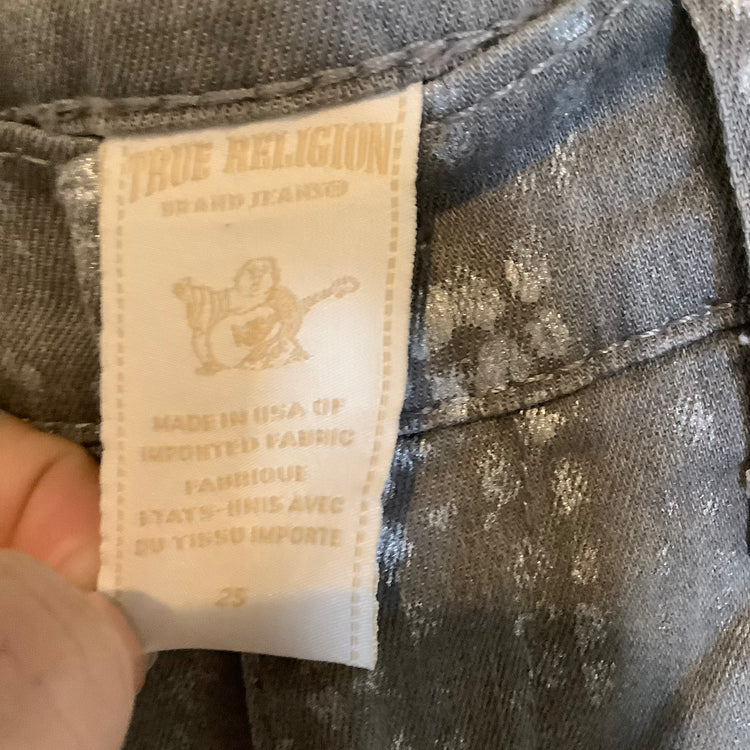 TRUE RELIGION
BRAND JEANS®
MADE IN USA OF
IMPORTED FABRIC
FABRIQUE
ETATS-UNIS AVEC
DU TISSU IMPORTE
25